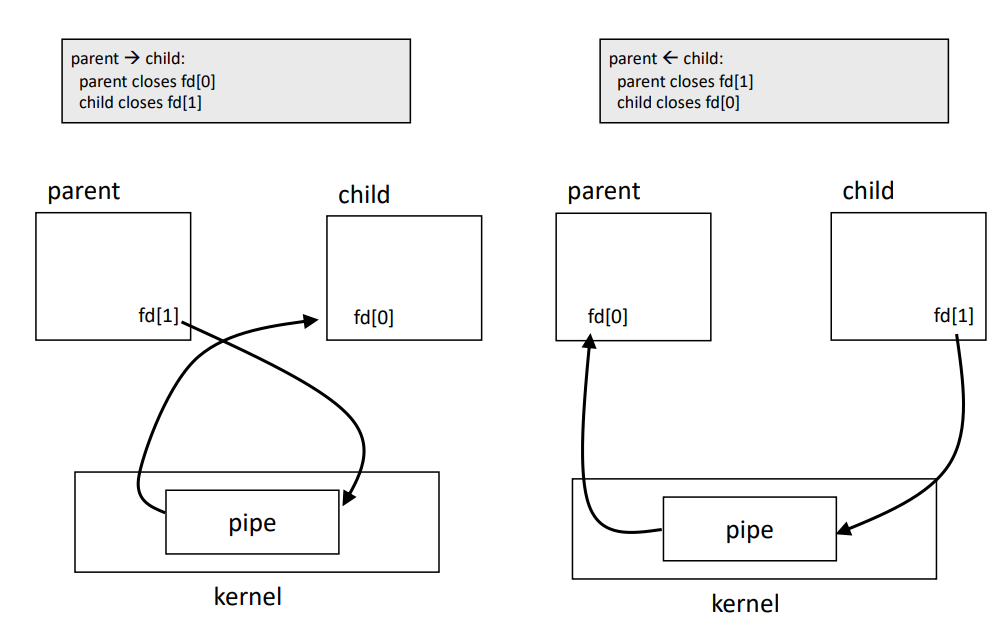 parent → child:
parent closes fd[0]
child closes fd[1]
parent ← child:
parent closes fd[1]
child closes fd[0]
parent
child
fd[1]
fd[0]
pipe
kernel
parent
child
fd[0]
fd[1]
pipe
kernel